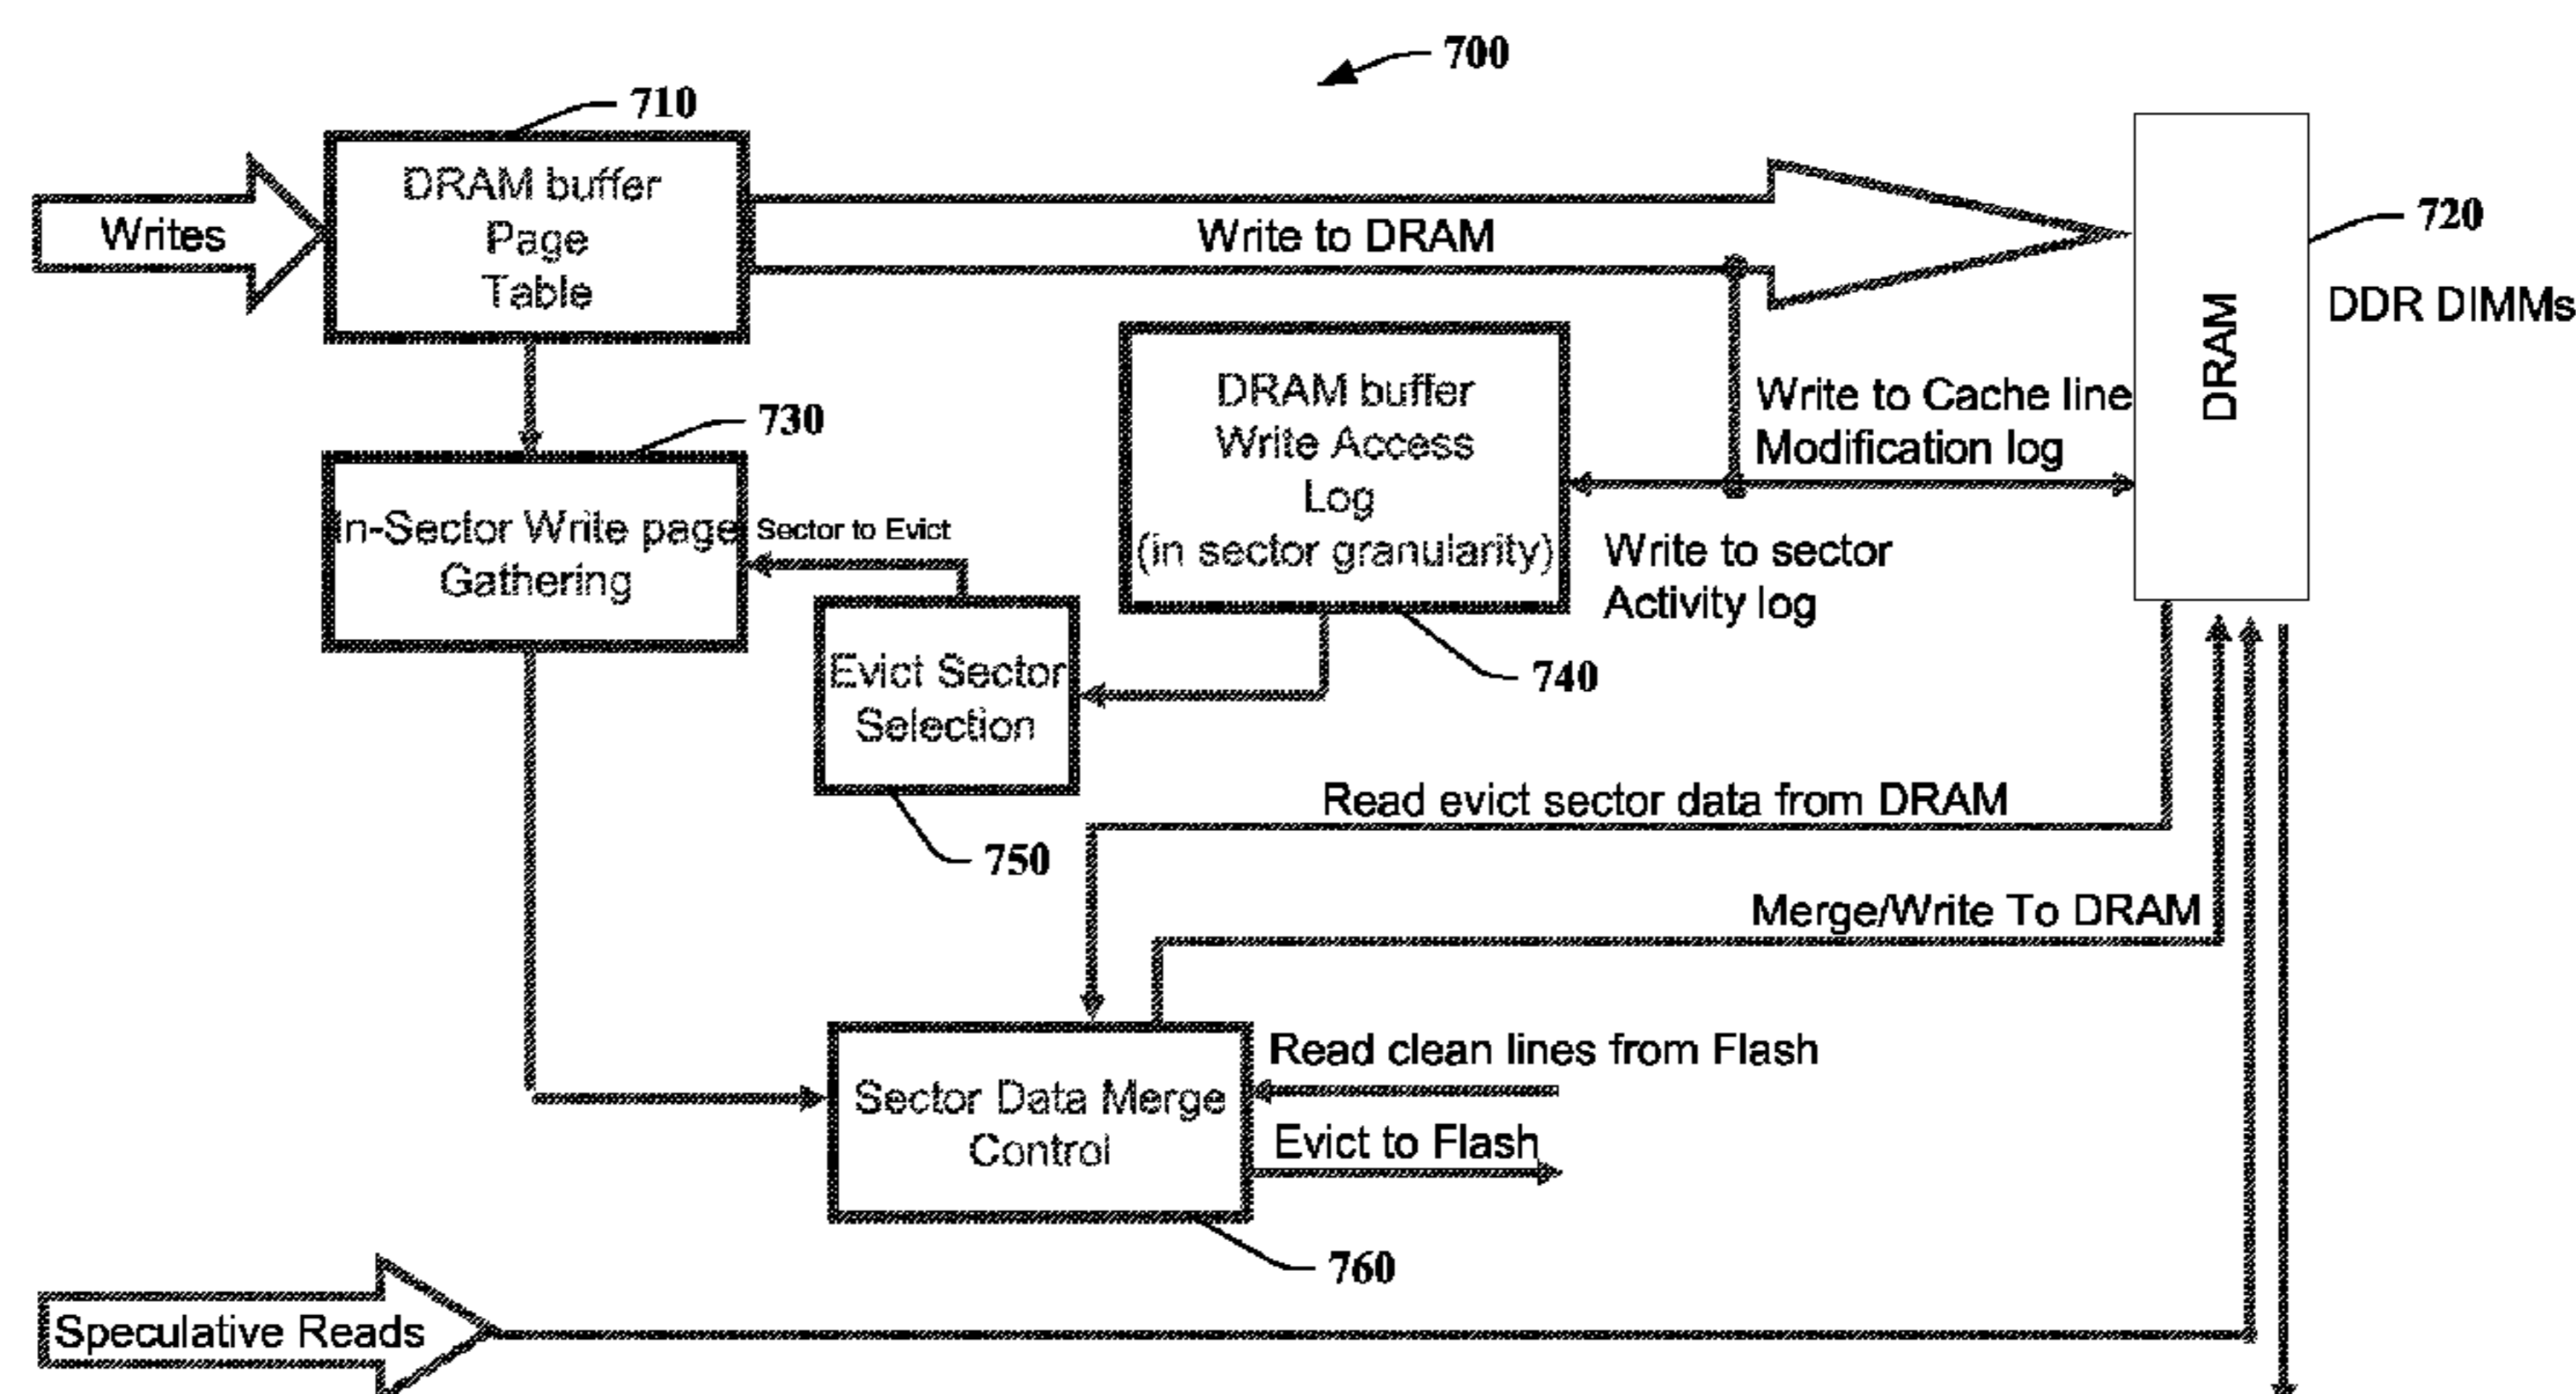 700
710
DRAM buffer
Page
Table
Writes
Write to DRAM
720
DDR DIMMs
DRAM
DRAM buffer
Write Access
Log
(in sector granularity)
Write to Cache line
Modification log
730
In-Sector Write page
Gathering
Sector to Evict
Write to sector
Activity log
740
Evict Sector
Selection
750
Read evict sector data from DRAM
Merge/Write To DRAM
Read clean lines from Flash
Sector Data Merge
Control
Evict to Flash
760
Speculative Reads